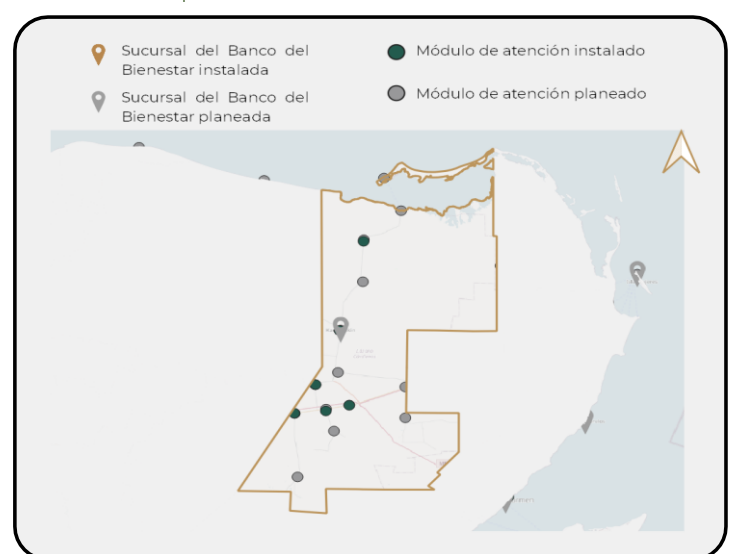 Sucursal del Banco del
Bienestar instalada
Sucursal del Banco del
Bienestar planeada
Módulo de atención instalado
Módulo de atención planeado